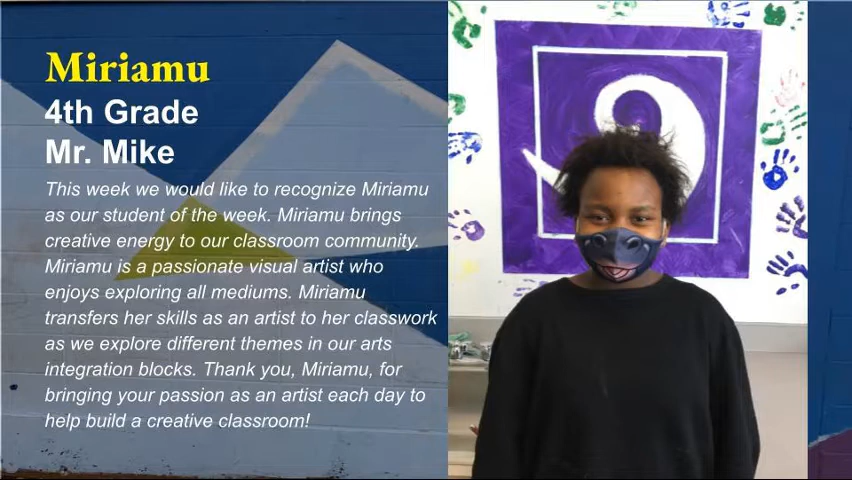 Miriamu
4th Grade
Mr. Mike
This week we would like to recognize Miriamu
as our student of the week. Miriamu brings
creative energy to our classroom community.
Miriamu is a passionate visual artist who
enjoys exploring all mediums. Miriamu
transfers her skills as an artist to her classwork
as we explore different themes in our arts
integration blocks. Thank you, Miriamu, for
bringing your passion as an artist each day to
help build a creative classroom!